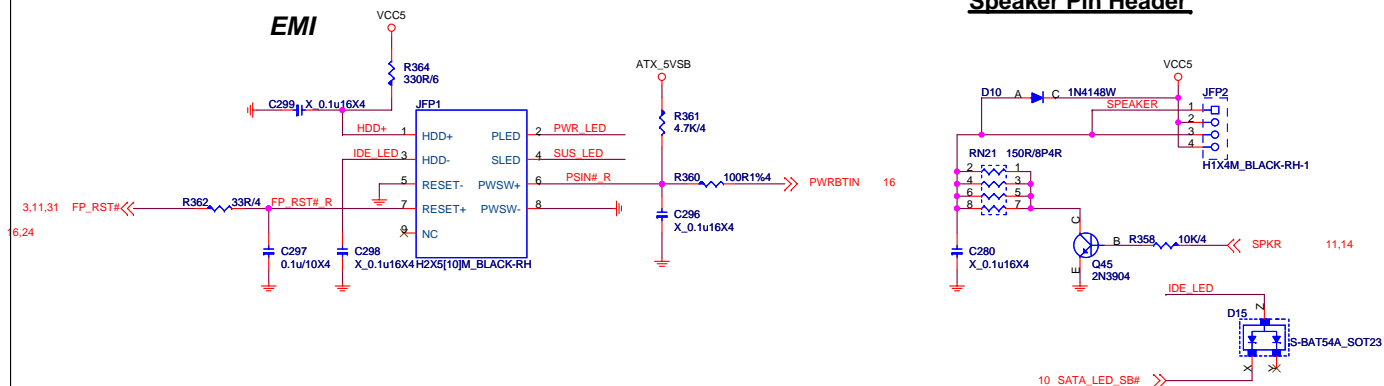 Speaker Pin Header
EMI
VCC5
R364
330R/6
C299
X_0.1u16X4
JFP1
HDD+
1
HDD+
PLED
2
PWR_LED
IDE_LED
3
HDD-
SLED
4
SUS_LED
5
RESET-
PWSW+
6
PSIN#_R
3,11,31
FP_RST#
R362
33R/4
FP_RST#_R
7
RESET+
PWSW-
8
16,24
9
NC
C297
0.1u/10X4
C298
X_0.1u16X4
H2X5[10]M_BLACK-RH
ATX_5VSB
R361
4.7K/4
R360
100R1%4
PWRBTIN
16
C296
X_0.1u16X4
VCC5
D10
A
C
1N4148W
JFP2
SPEAKER
1
2
3
4
H1X4M_BLACK-RH-1
RN21
150R/8P4R
2
1
4
3
6
5
8
7
C280
X_0.1u16X4
C
B
E
R358
10K/4
SPKR
11,14
Q45
2N3904
IDE_LED
D15
Z
S-BAT54A_SOT23
X
Y
10
SATA_LED_SB#